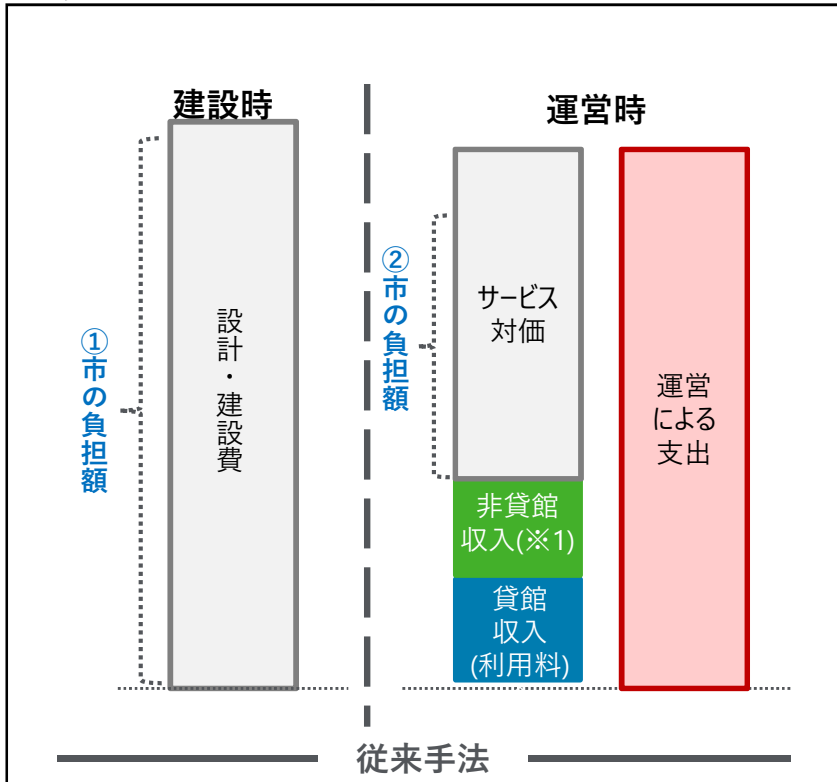 建設時
運営時
①市の負担額
設計・建設費
②市の負担額
サービス
対価
非貸館
収入(※1)
貸館
収入
(利用料)
運営
による
支出
従来手法